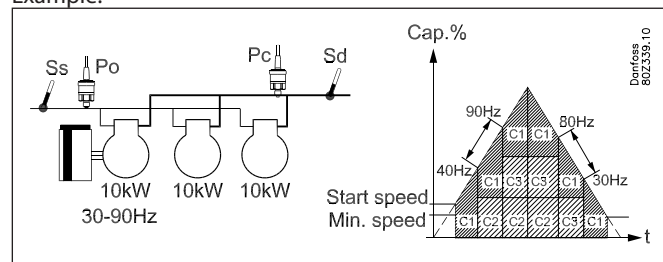 Example:
Ss
Po
Pc
Sd
10kW
10kW
10kW
30-90Hz
Cap.%
Danfoss
80Z339.10
90Hz
C1
C1
80Hz
40Hz
C1
C3
C3
C1
30Hz
Start speed
Min. speed
C1
C2
C2
C2
C3
C1
t